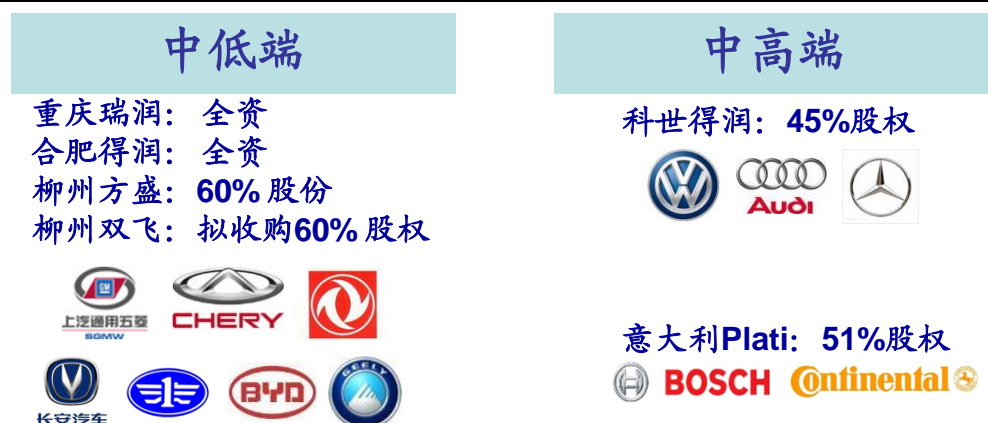 中低端
重庆瑞润： 全资
合肥得润： 全资
柳州方盛：60% 股份
柳州双飞：拟收购60% 股权
GM
上汽通用五菱
SGMW
CHERY
长安汽车
BYD
GEELY
中高端
科世得润：45%股权
Audi
意大利Plati：51%股权
BOSCH
Continental